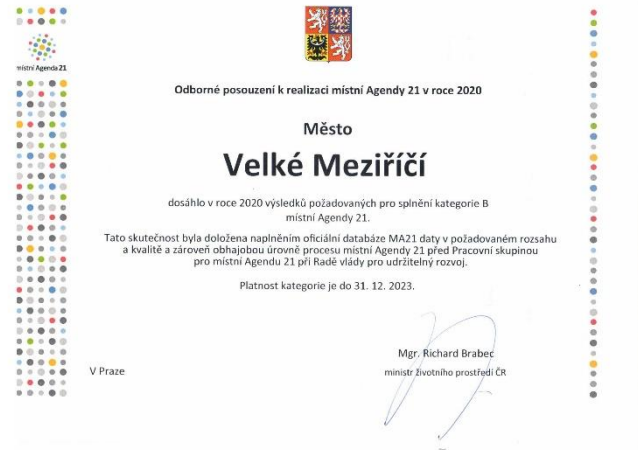 místní Agenda 21
Odborné posouzení k realizaci místní Agendy 21 v roce 2020
Město
Velké Meziříčí
dosáhlo v roce 2020 výsledků požadovaných pro splnění kategorie B
místní Agendy 21.
Tato skutečnost byla doložena naplněním oficiální databáze MA21 daty v požadovaném rozsahu
a kvalitě a zároveň obhajobou úrovně procesu místní Agendy 21 před Pracovní skupinou
pro místní Agendu 21 při Radě vlády pro udržitelný rozvoj.
Platnost kategorie je do 31. 12. 2023.
Mgr. Richard Brabec
V Praze
ministr životního prostředí ČR